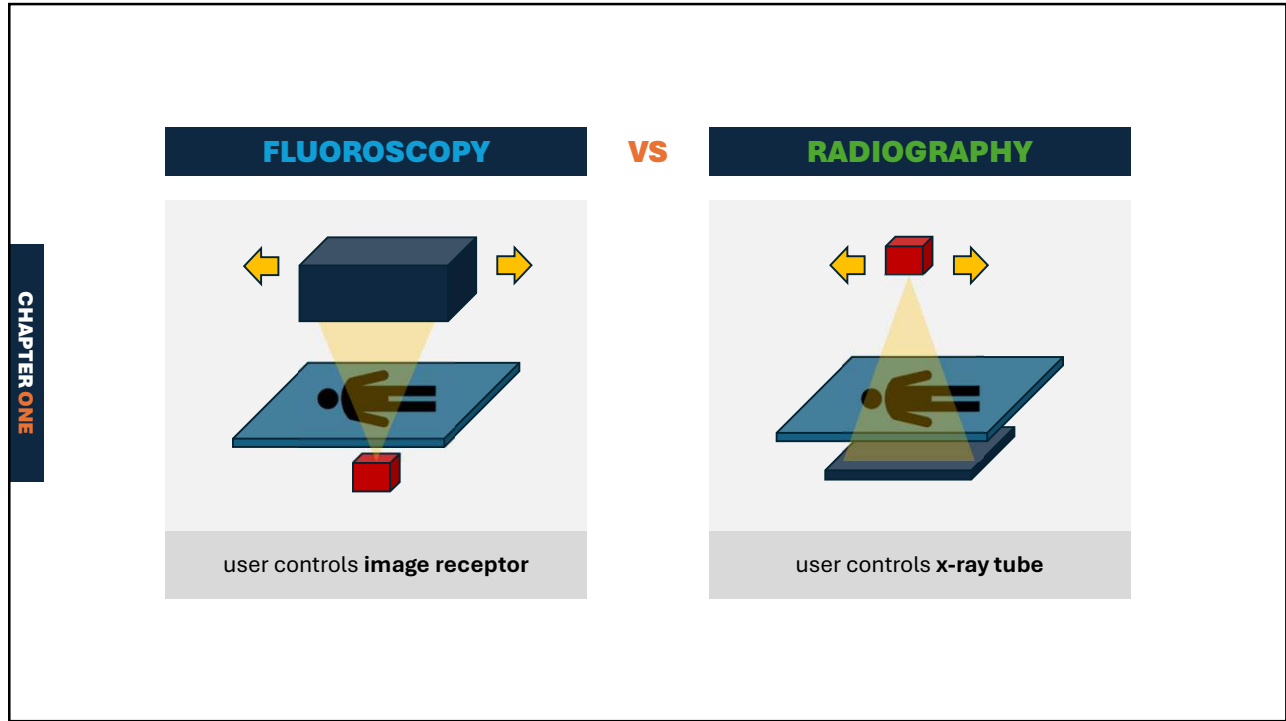 FLUOROSCOPY
VS
RADIOGRAPHY
CHAPTER ONE
user controls image receptor
user controls x-ray tube